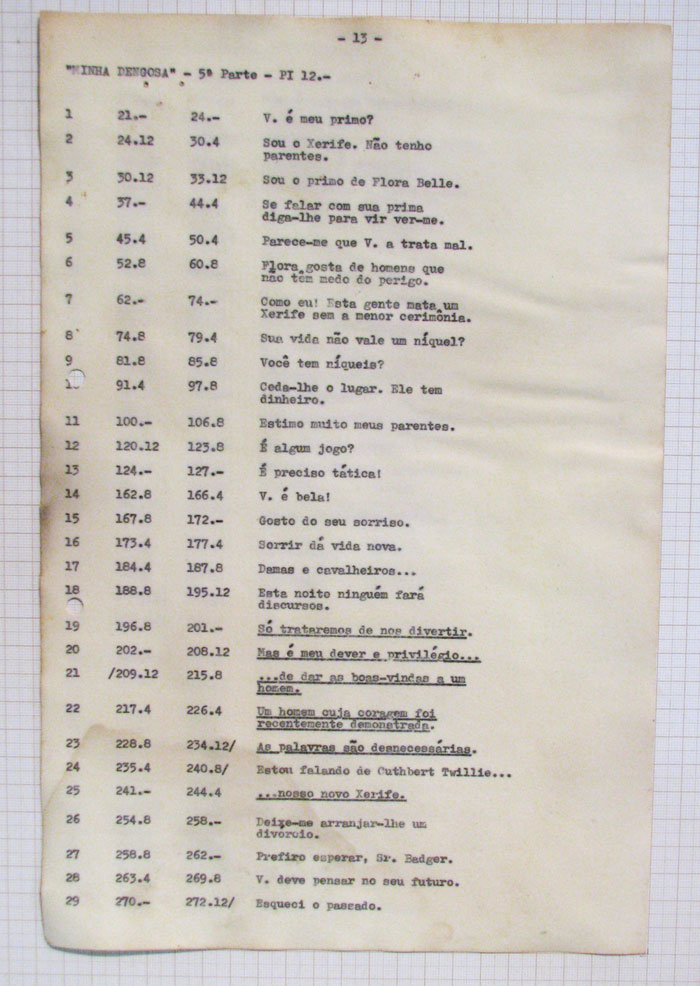 - 13 -
"MINHA DENGOSA" - 5ª Parte - PI 12.-
1 21.- 24.- V. é meu primo?
2 24.12 30.4 Sou o Xerife. Não tenho
parentes.
3 30.12 33.12 Sou o primo de Flora Belle.
4 37.- 44.4 Se falar com sua prima
diga-lhe para vir ver-me.
5 45.4 50.4 Parece-me que V. a trata mal.
6 52.8 60.8 Flora gosta de homens que
não têm medo do perigo.
7 62.- 74.- Como eu! Esta gente mata um
Xerife sem a menor cerimônia.
8 74.8 79.4 Sua vida não vale um níquel?
9 81.8 85.8 Você tem níqueis?
91.4 97.8 Ceda-lhe o lugar. Ele tem
dinheiro.
11 100.- 106.8 Estimo muito meus parentes.
12 120.12 123.8 É algum jogo?
13 124.- 127.- É preciso tática!
14 162.8 166.4 V. é bela!
15 167.8 172.- Gosto do seu sorriso.
16 173.4 177.4 Sorrir dá vida nova.
17 184.4 187.8 Damas e cavalheiros...
18 188.8 195.12 Esta noite ninguém fará
discursos.
19 196.8 201.- Só trataremos de nos divertir.
20 202.- 208.12 Mas é meu dever e privilégio...
21 /209.12 215.8 ...de dar as boas-vindas a um
homem.
22 217.4 226.4 Um homem cuja coragem foi
recentemente demonstrada.
23 228.8 234.12/ As palavras são desnecessárias.
24 235.4 240.8/ Estou falando de Cuthbert Twillie...
25 241.- 244.4 ...nosso novo Xerife.
26 254.8 258.- Deixe-me arranjar-lhe um
divorcio.
27 258.8 262.- Prefiro esperar, Sr. Badger.
28 263.4 269.8 V. deve pensar no seu futuro.
29 270.- 272.12/ Esqueci o passado.